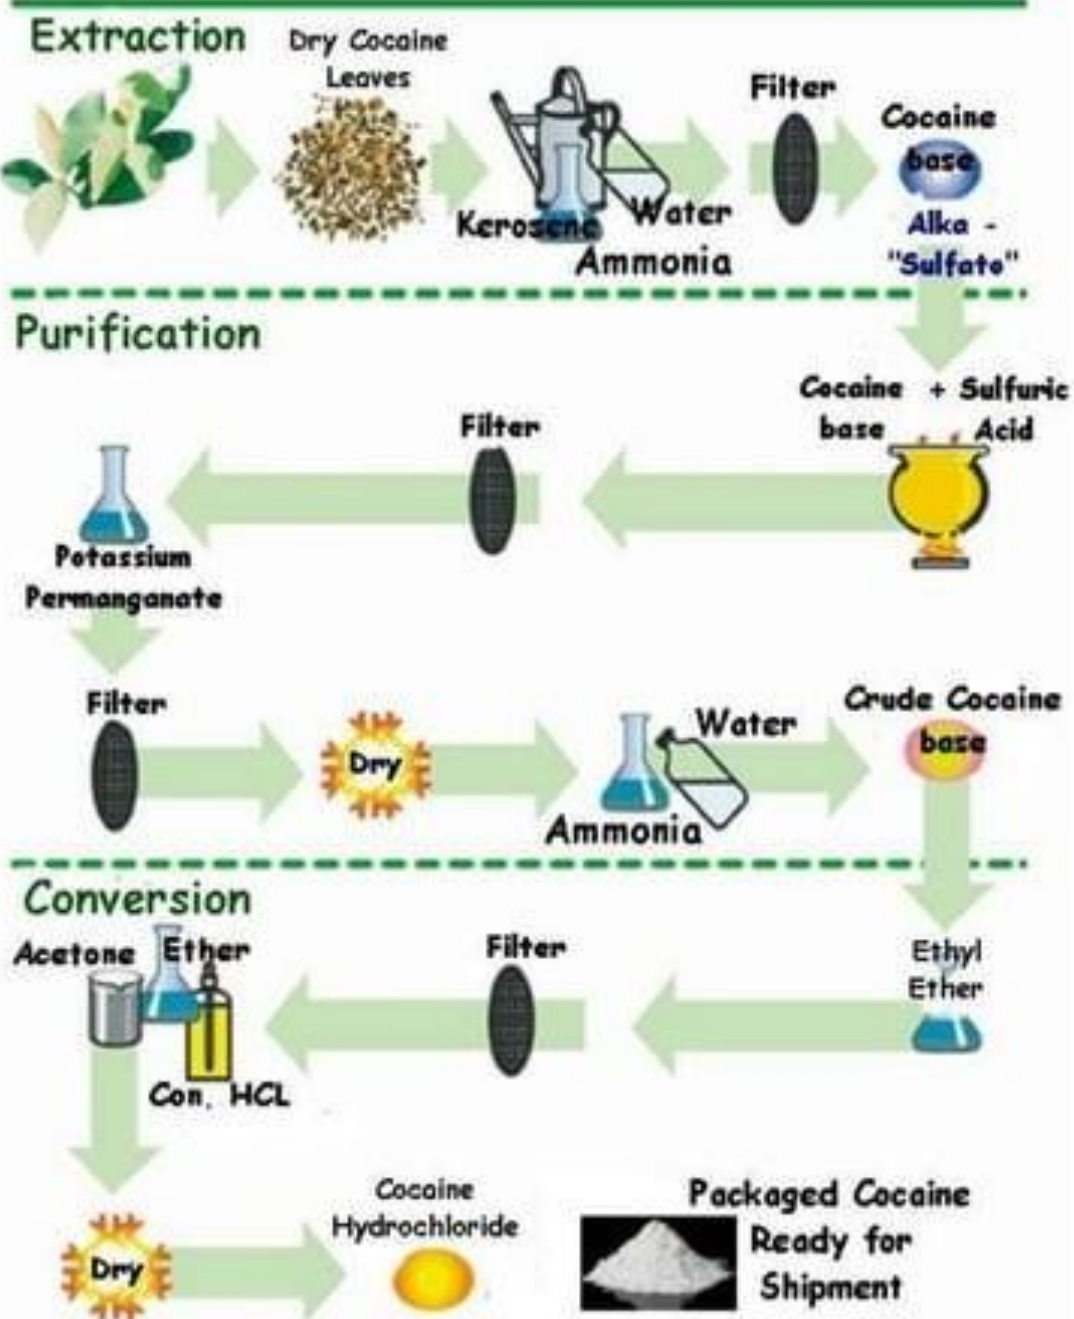 Extraction
Dry Cocaine
Leaves
Kerosene
Water
Ammonia
Filter
Cocaine
base
Alka -
"Sulfato"
Purification
Cocaine + Sulfuric
base Acid
Filter
Potassium
Permanganate
Filter
Dry
Water
Ammonia
Crude Cocaine
base
Conversion
Acetone Ether
Con. HCL
Filter
Ethyl
Ether
Dry
Cocaine
Hydrochloride
Packaged Cocaine
Ready for
Shipment